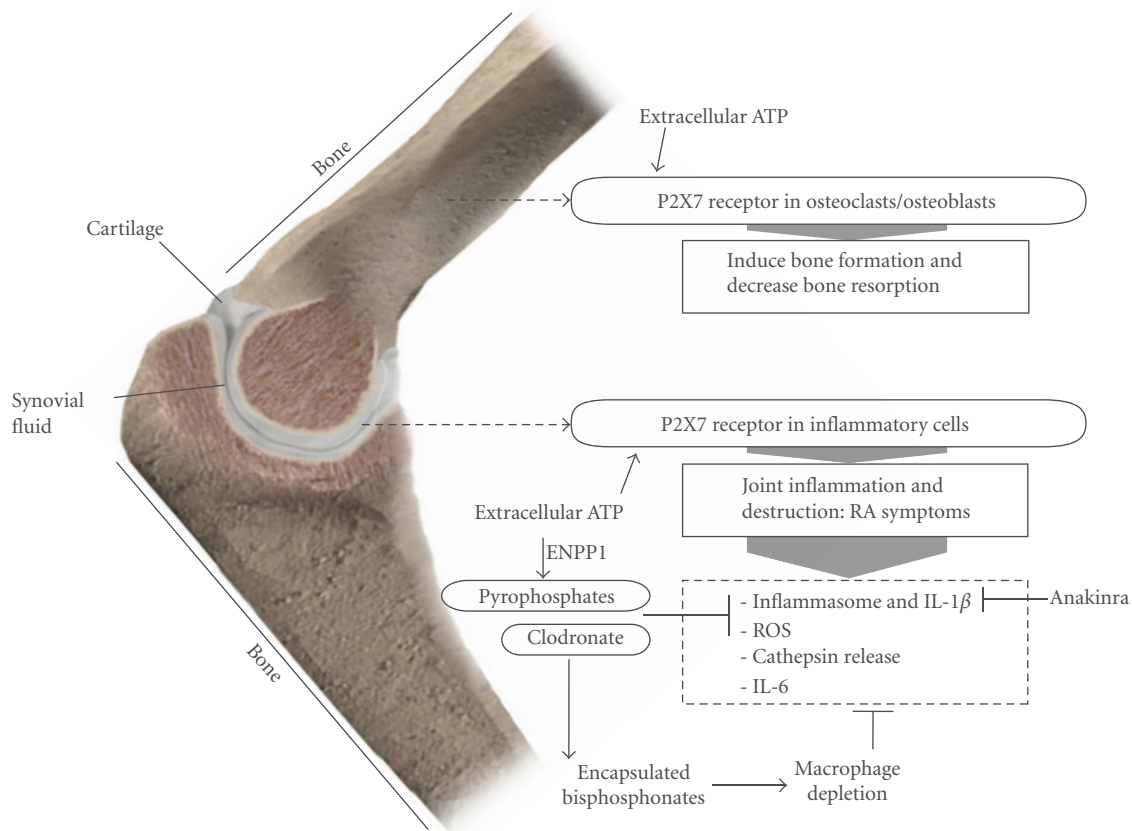 Extracellular ATP
Bone
P2X7 receptor in osteoclasts/osteoblasts
Cartilage
Induce bone formation and
decrease bone resorption
Synovial
fluid
P2X7 receptor in inflammatory cells
Joint inflammation and
destruction: RA symptoms
Extracellular ATP
ENPP1
Pyrophosphates
Clodronate
- Inflammasome and IL-1β
- ROS
- Cathepsin release
- IL-6
Anakinra
Bone
Encapsulated
bisphosphonates
Macrophage
depletion